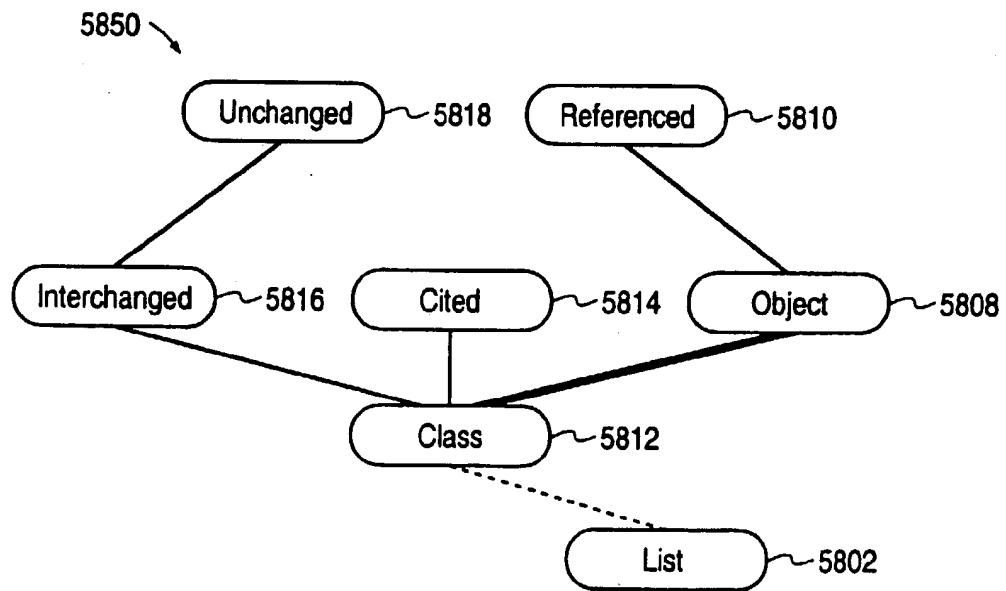 5850
Unchanged 5818
Referenced 5810
Interchanged 5816
Cited 5814
Object 5808
Class 5812
List 5802